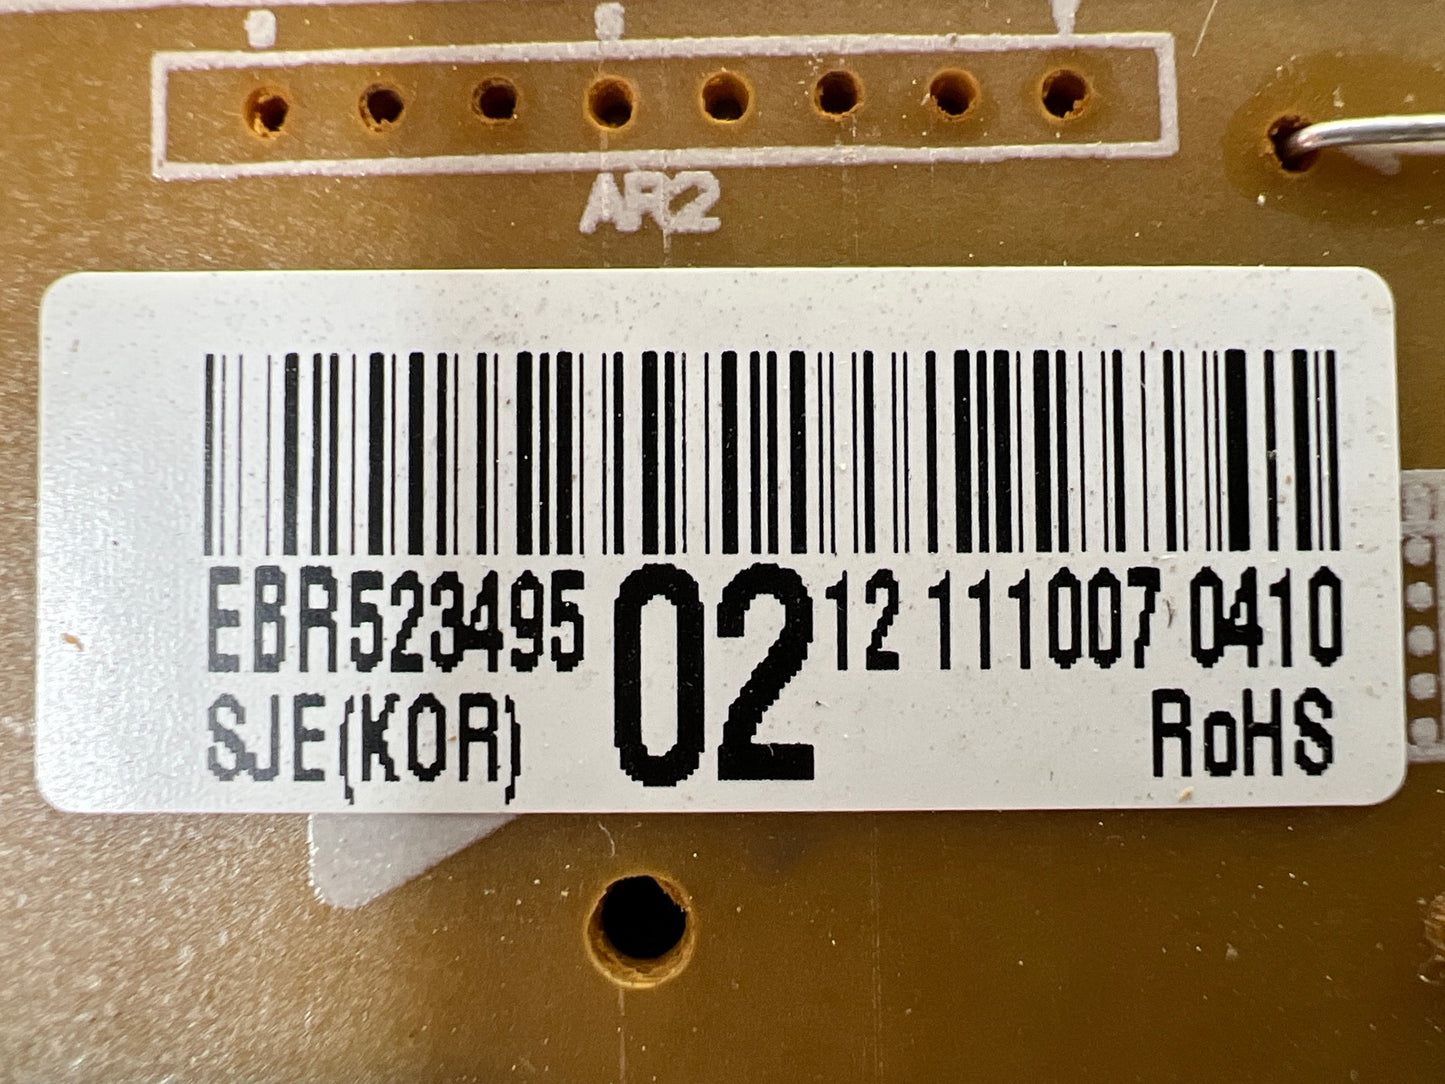 AR2
EBR523495 02 12 111007 0410
SJE(KOR) RoHS